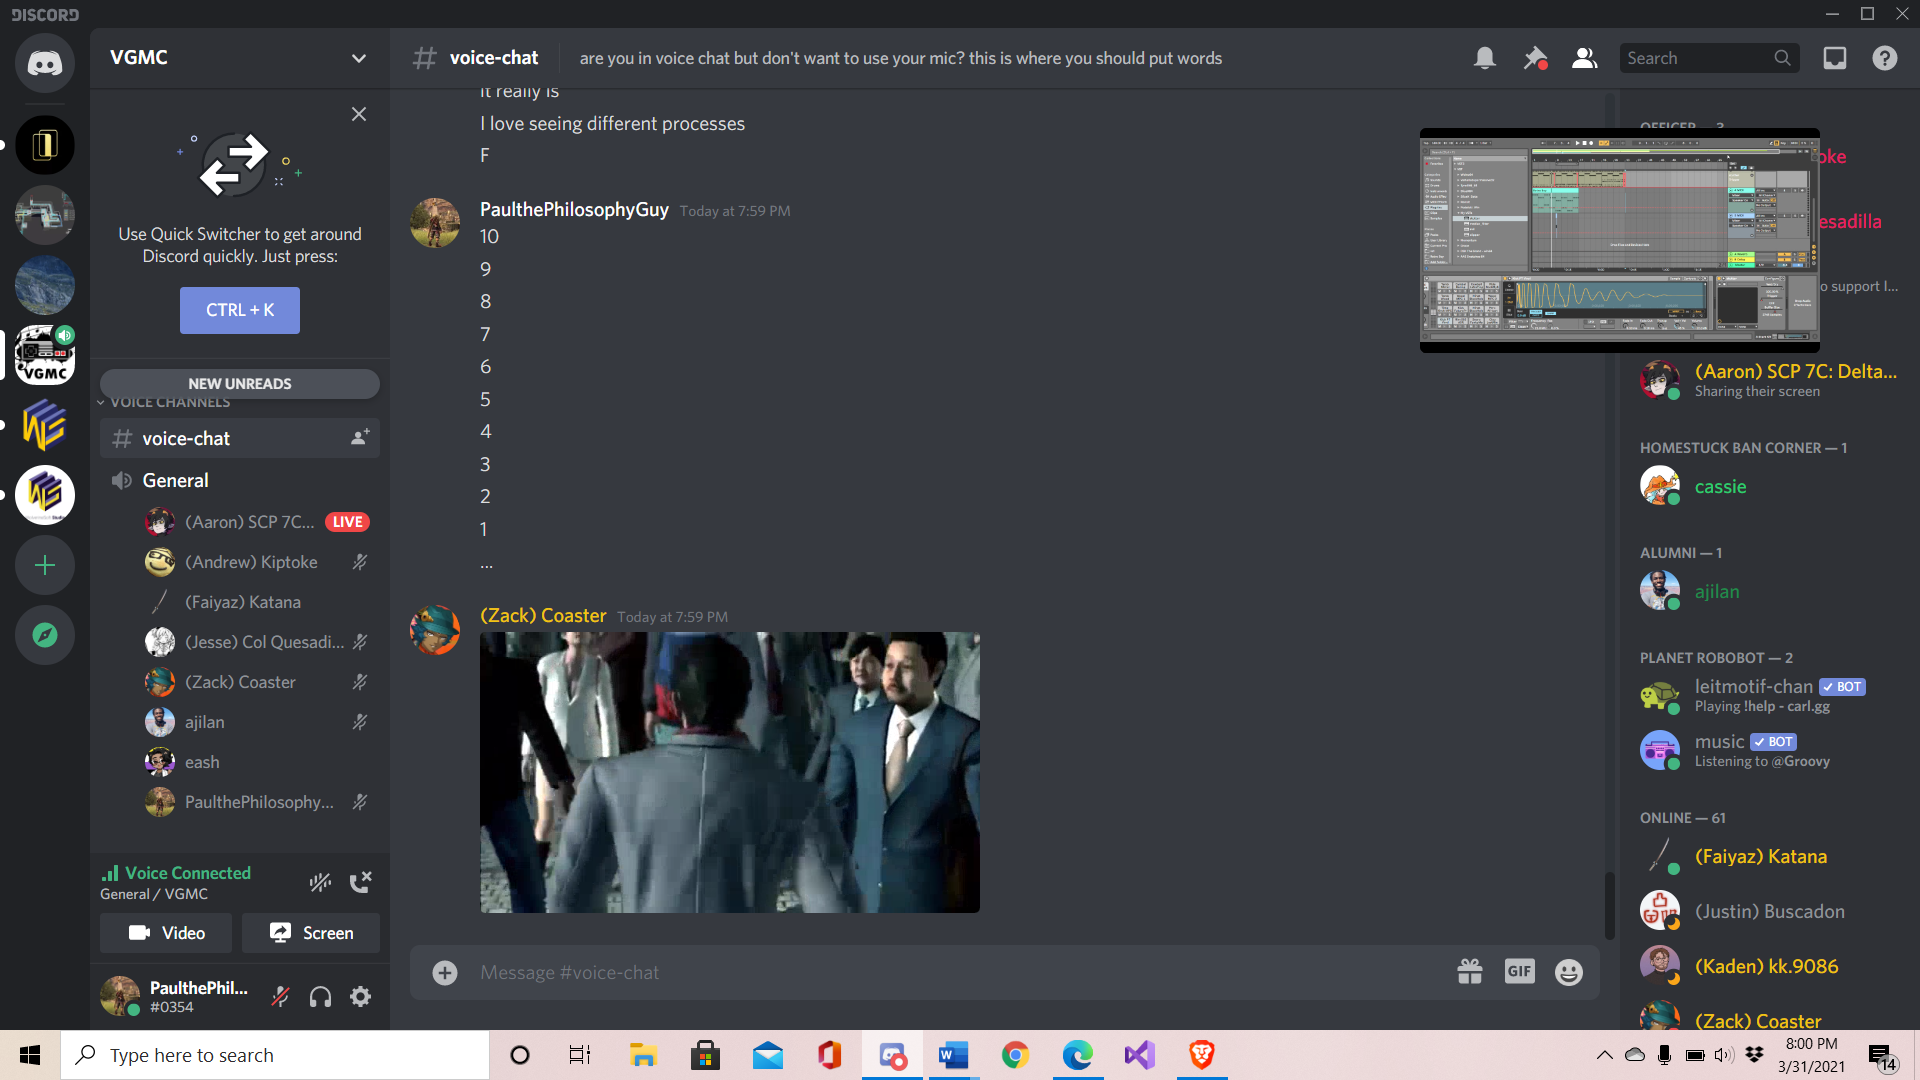 DISCORD
VGMC
voice-chat
are you in voice chat but don't want to use your mic? this is where you should put words
Search
Use Quick Switcher to get around
Discord quickly. Just press:
CTRL + K
NEW UNREADS
VOICE CHANNELS
voice-chat
General
(Aaron) SCP 7C...
LIVE
(Andrew) Kiptoke
(Faiyaz) Katana
(Jesse) Col Quesadi...
(Zack) Coaster
ajilan
eash
PaulthePhilosophy...
Voice Connected
General / VGMC
Video
Screen
PaulthePhil...
#0354
VGMC
it really is
I love seeing different processes
F
PaulthePhilosophyGuy Today at 7:59 PM
10
9
8
7
6
5
4
3
2
1
...
(Zack) Coaster Today at 7:59 PM
Message #voice-chat
GIF
OFFICER — 3
oke
esadilla
o support I...
(Aaron) SCP 7C: Delta...
Sharing their screen
HOMESTUCK BAN CORNER — 1
cassie
ALUMNI — 1
ajilan
PLANET ROBOBOT — 2
leitmotif-chan
BOT
Playing !help - carl.gg
music
BOT
Listening to @Groovy
ONLINE — 61
(Faiyaz) Katana
(Justin) Buscadon
(Kaden) kk.9086
(Zack) Coaster
Type here to search
8:00 PM
3/31/2021
14